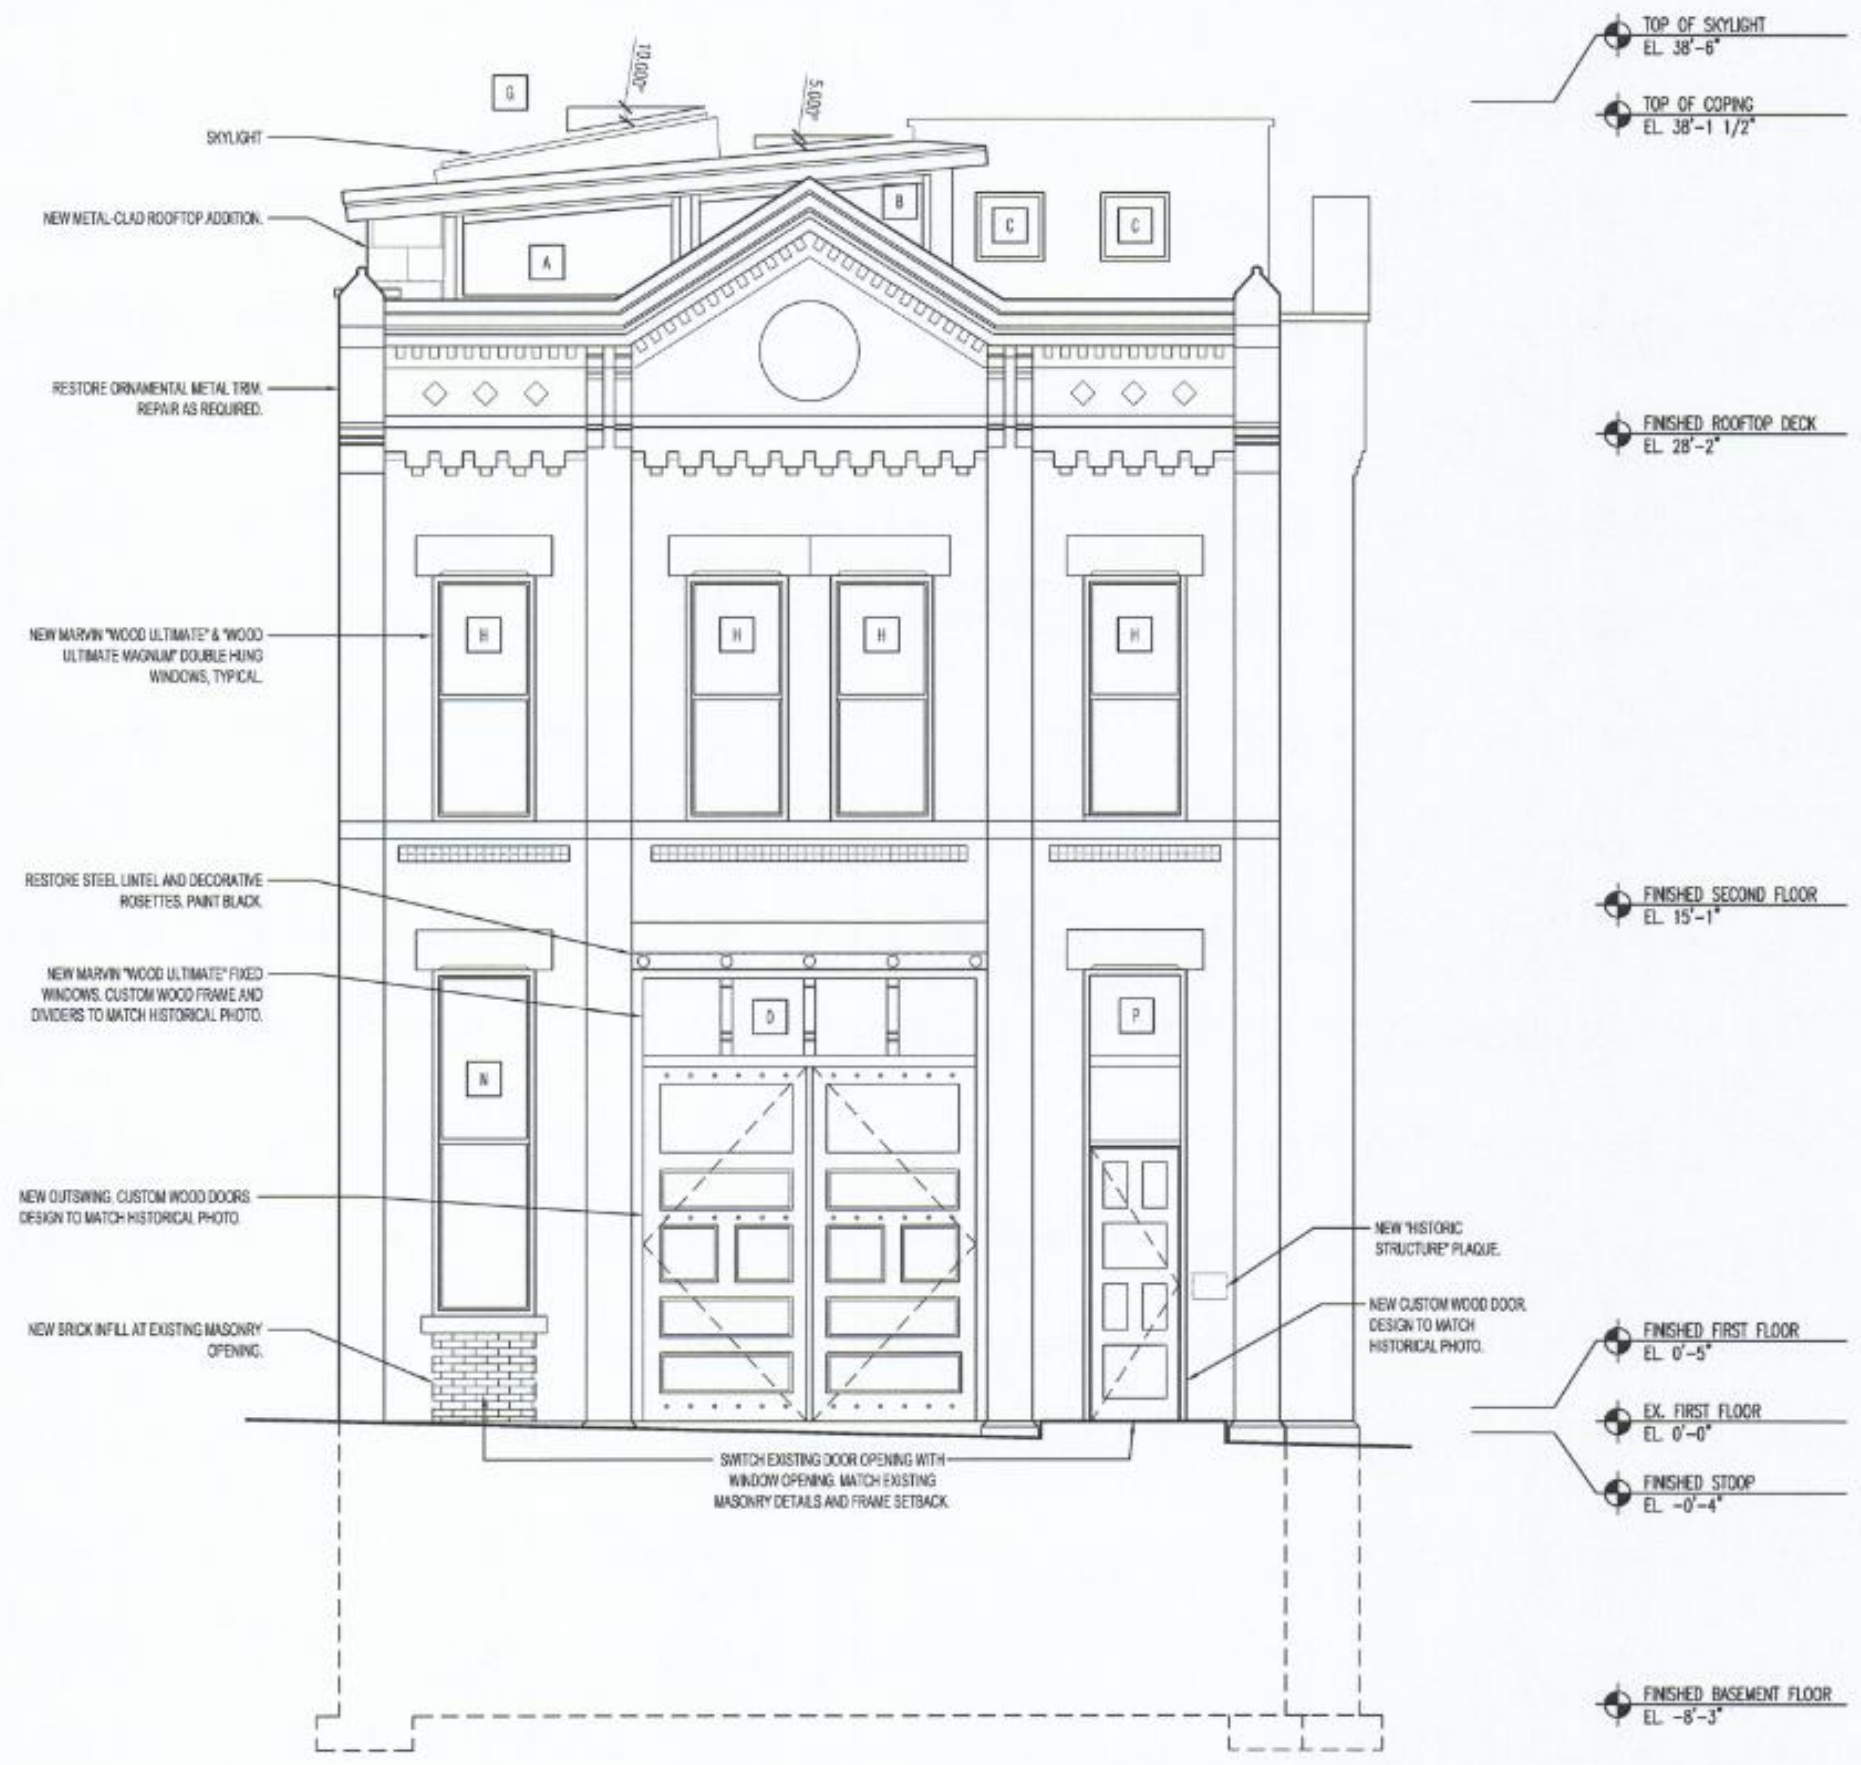 TOP OF SKYLIGHT
EL. 38'-6"
TOP OF COPING
EL. 38'-1 1/2"
10.000°
5.000°
G
SKYLIGHT
NEW METAL-CLAD ROOFTOP ADDITION.
A
B
C
C
RESTORE ORNAMENTAL METAL TRIM.
REPAIR AS REQUIRED.
FINISHED ROOFTOP DECK
EL. 28'-2"
NEW MARVIN "WOOD ULTIMATE" & "WOOD
ULTIMATE MAGNUM" DOUBLE HUNG
WINDOWS, TYPICAL.
H
H
H
H
RESTORE STEEL LINTEL AND DECORATIVE
ROSETTES. PAINT BLACK.
FINISHED SECOND FLOOR
EL. 15'-1"
NEW MARVIN "WOOD ULTIMATE" FIXED
WINDOWS. CUSTOM WOOD FRAME AND
DIVIDERS TO MATCH HISTORICAL PHOTO.
D
P
N
NEW OUTSWING, CUSTOM WOOD DOORS.
DESIGN TO MATCH HISTORICAL PHOTO.
NEW "HISTORIC
STRUCTURE" PLAQUE.
NEW CUSTOM WOOD DOOR.
DESIGN TO MATCH
HISTORICAL PHOTO.
NEW BRICK INFILL AT EXISTING MASONRY
OPENING.
FINISHED FIRST FLOOR
EL. 0'-5"
EX. FIRST FLOOR
EL. 0'-0"
SWITCH EXISTING DOOR OPENING WITH
WINDOW OPENING. MATCH EXISTING
MASONRY DETAILS AND FRAME SETBACK.
FINISHED STOOP
EL. -0'-4"
FINISHED BASEMENT FLOOR
EL. -8'-3"